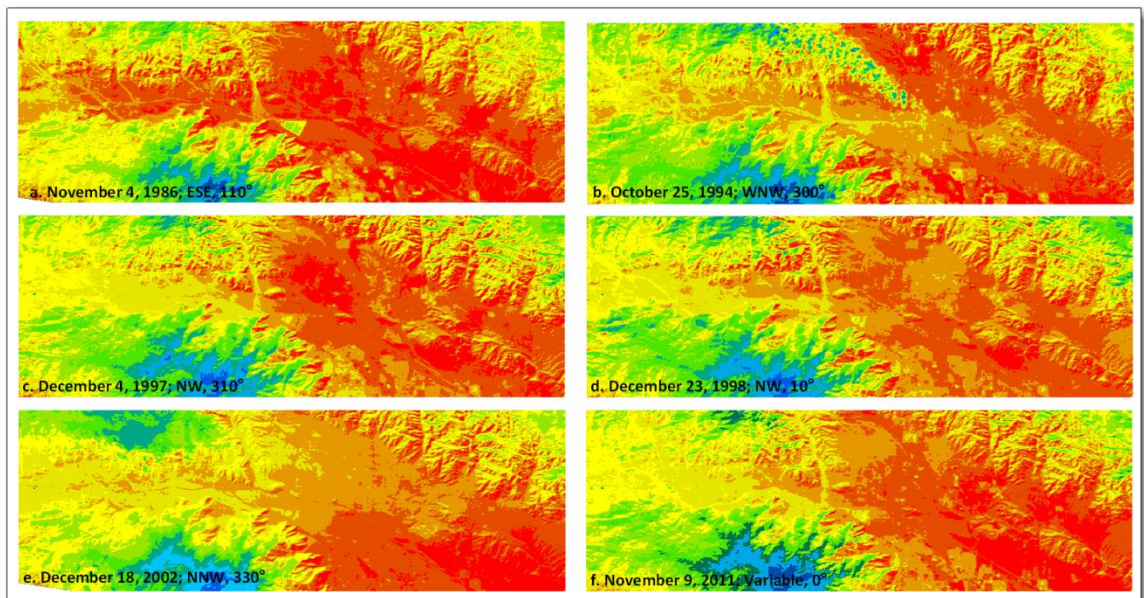 a. November 4, 1986; ESE, 110°
b. October 25, 1994; WNW, 300°
c. December 4, 1997; NW, 310°
d. December 23, 1998; NW, 10°
e. December 18, 2002; NNW, 330°
f. November 9, 2011; Variable, 0°